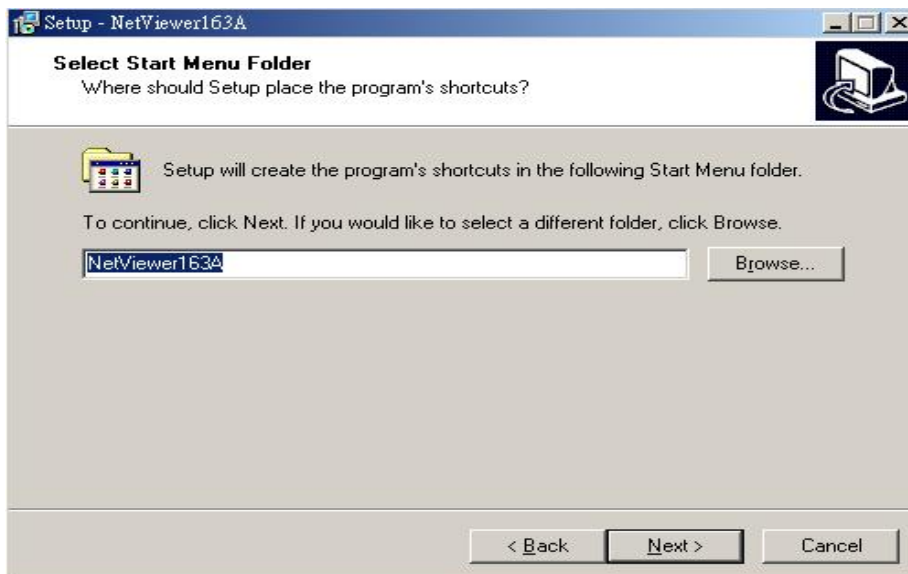 Setup - NetViewer163A
Select Start Menu Folder
Where should Setup place the program's shortcuts?
Setup will create the program's shortcuts in the following Start Menu folder.
To continue, click Next. If you would like to select a different folder, click Browse.
NetViewer163A
Browse...
< Back
Next >
Cancel